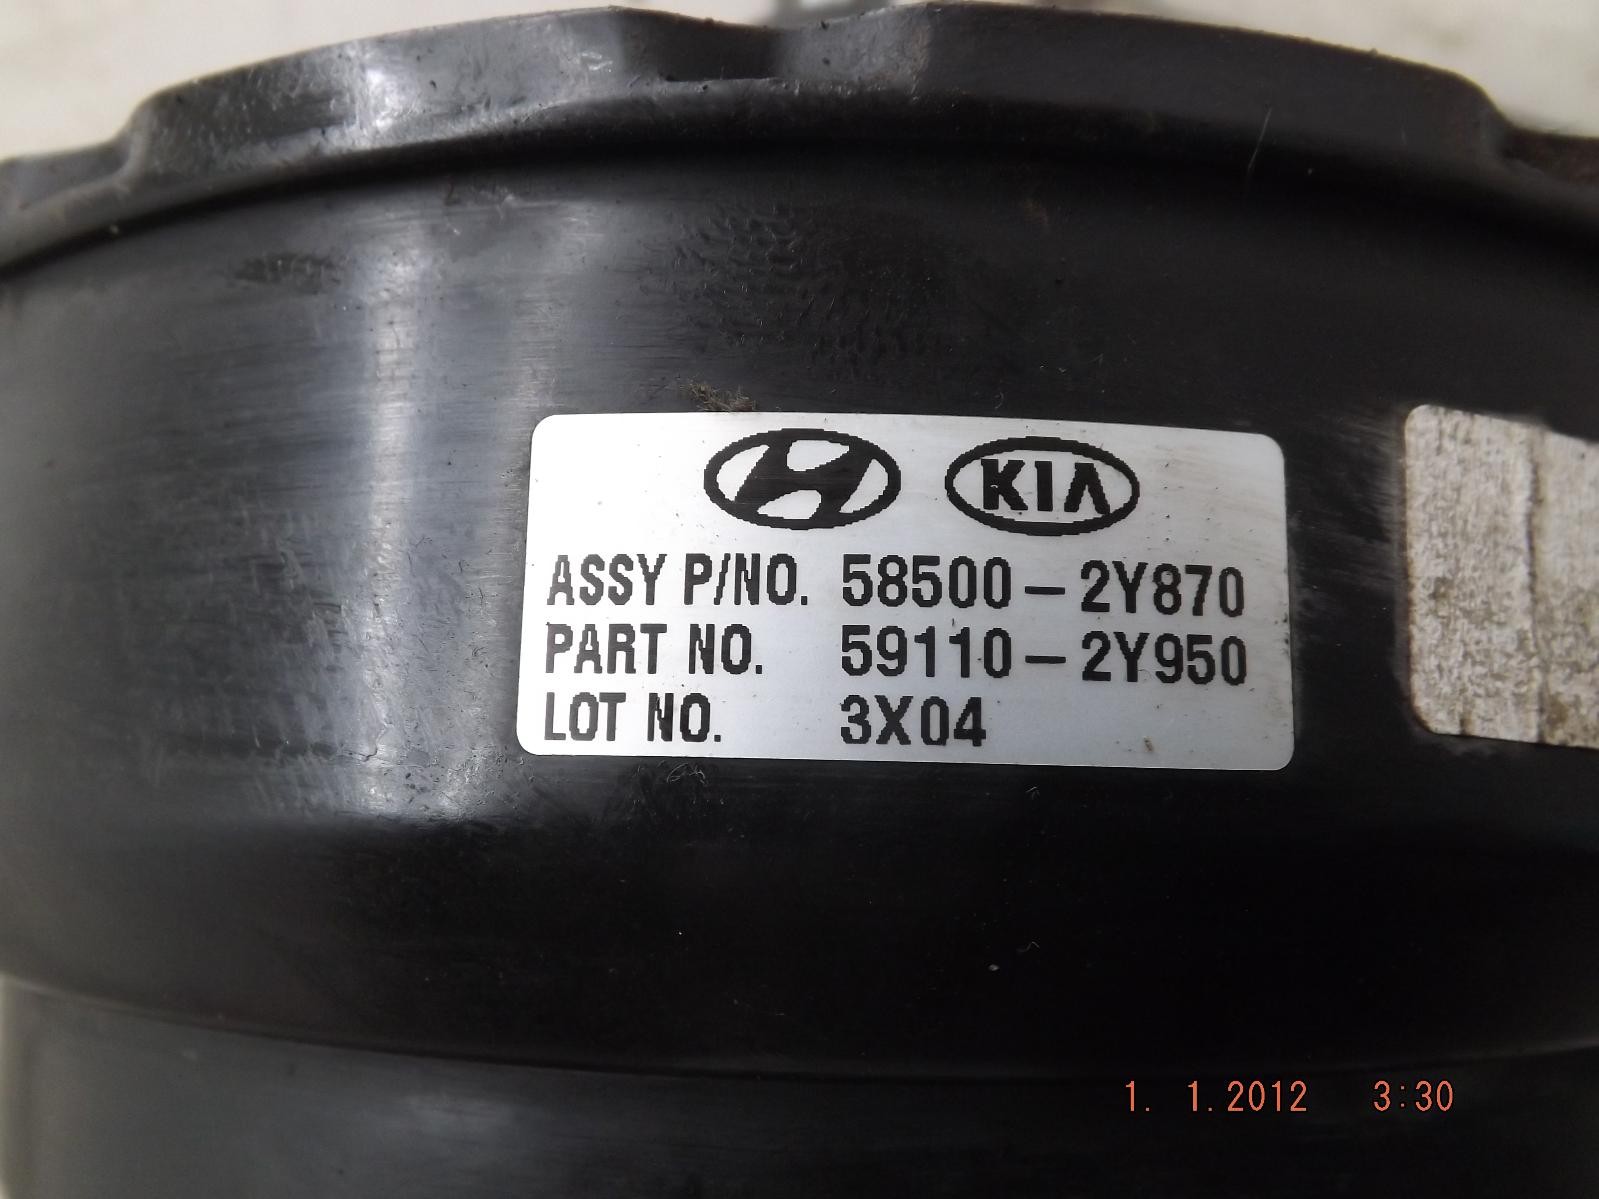 KIA
ASSY P/NO. 58500-2Y870
PART NO. 59110-2Y950
LOT NO. 3X04
1. 1.2012 3:30